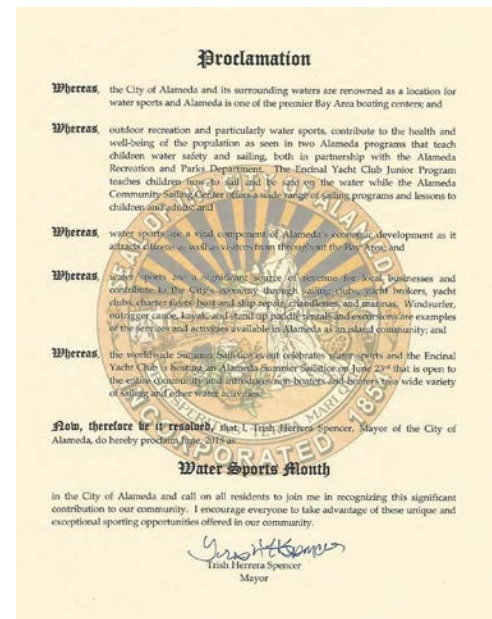 Proclamation
Whereas, the City of Alameda and its surrounding waters are renowned as a location for
water sports and Alameda is one of the premier Bay Area boating centers; and
Whereas, outdoor recreation and particularly water sports, contribute to the health and
well-being of the population as seen in two Alameda programs that teach
children water safety and sailing, both in partnership with the Alameda
Recreation and Parks Department. The Encinal Yacht Club Junior Program
teaches children how to sail and be safe on the water while the Alameda
Community Sailing Center offers a wide range of sailing programs and lessons to
children and adults; and
Whereas, water sports are a vital component of Alameda's economic development as it
attracts citizens as well as visitors from throughout the Bay Area; and
Whereas, water sports are a significant source of revenue for local businesses and
contribute to the City's economy through sailing clubs, yacht brokers, yacht
clubs, charter fleets, boat and ship repair, chandleries, and marinas. Windsurfer,
outrigger canoe, kayak, and stand up paddle rentals and excursions are examples
of the services and activities available in Alameda as an island community; and
Whereas, the worldwide Summer Sailstice event celebrates water sports and the Encinal
Yacht Club is hosting an Alameda Summer Sailstice on June 23rd that is open to
the entire community and introduces non-boaters and boaters to a wide variety
of sailing and other water activities.
Now, therefore be it resolved, that I, Trish Herrera Spencer, Mayor of the City of
Alameda, do hereby proclaim June, 2018 as
Water Sports Month
in the City of Alameda and call on all residents to join me in recognizing this significant
contribution to our community. I encourage everyone to take advantage of these unique and
exceptional sporting opportunities offered in our community.
Trish Herrera Spencer
Mayor